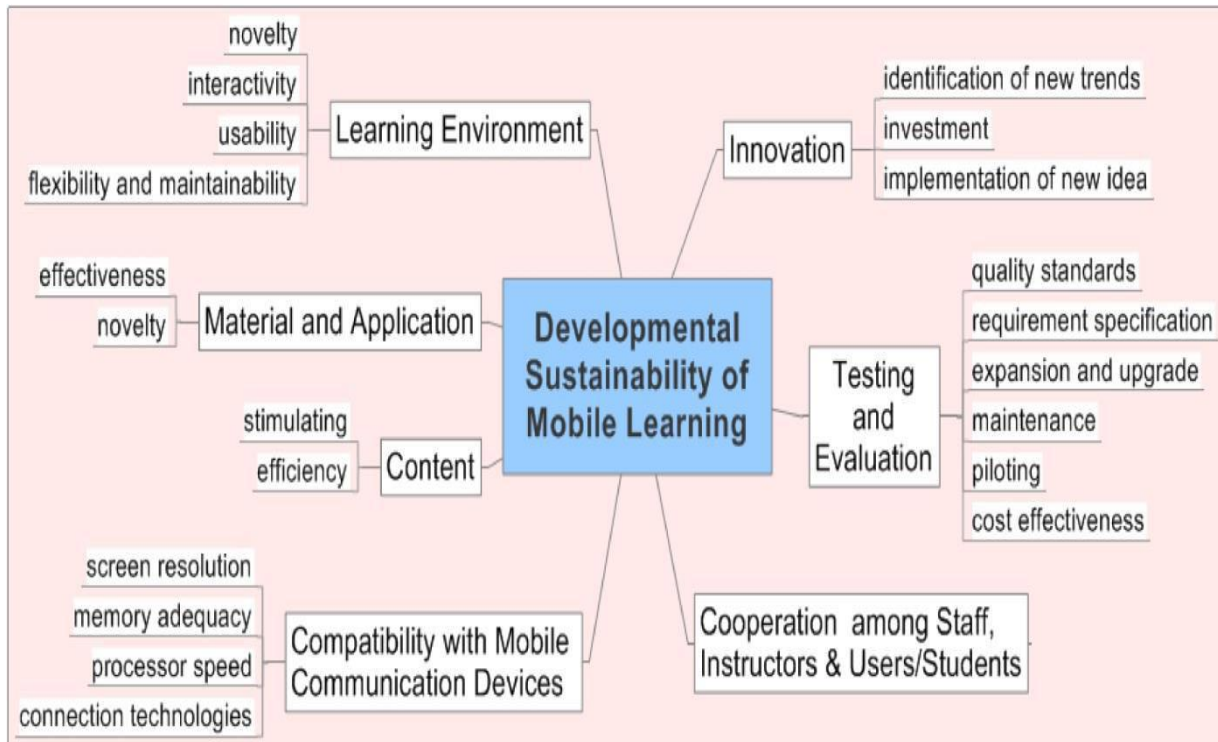 novelty
interactivity
usability
flexibility and maintainability
Learning Environment
effectiveness
novelty
Material and Application
stimulating
efficiency
Content
screen resolution
memory adequacy
processor speed
connection technologies
Compatibility with Mobile
Communication Devices
Developmental
Sustainability of
Mobile Learning
Innovation
identification of new trends
investment
implementation of new idea
Testing
and
Evaluation
quality standards
requirement specification
expansion and upgrade
maintenance
piloting
cost effectiveness
Cooperation among Staff,
Instructors & Users/Students